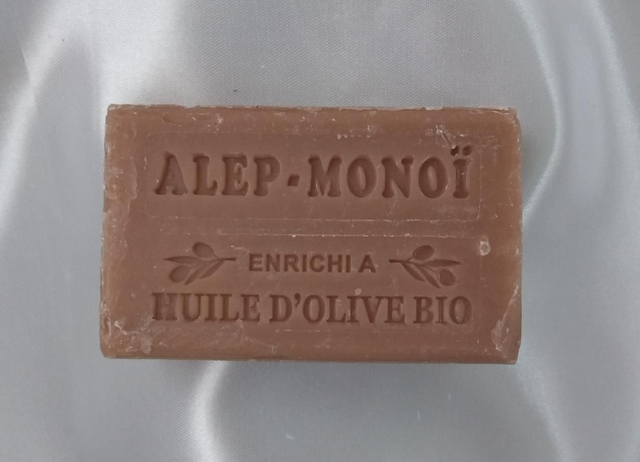 ALEP-MONOÏ
ENRICHI A
HUILE D'OLIVE BIO